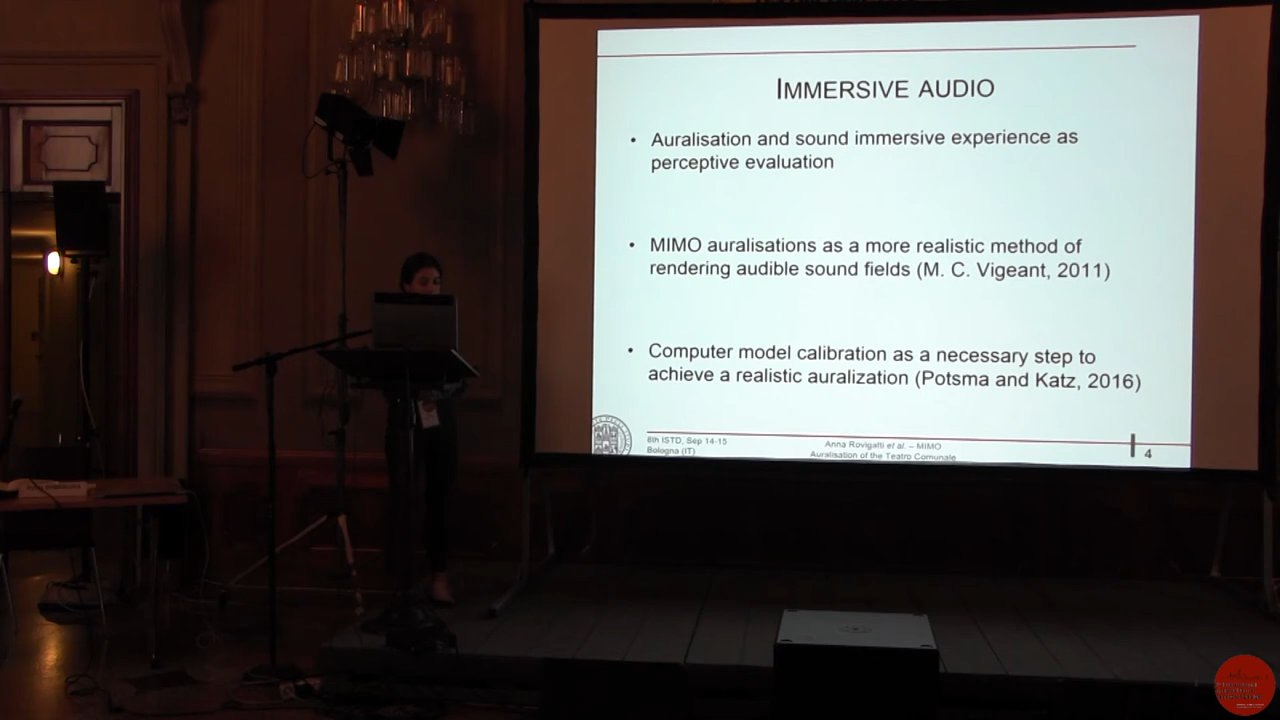 IMMERSIVE AUDIO
• Auralisation and sound immersive experience as
perceptive evaluation
• MIMO auralisations as a more realistic method of
rendering audible sound fields (M. C. Vigeant, 2011)
• Computer model calibration as a necessary step to
achieve a realistic auralization (Potsma and Katz, 2016)
8th ISTD, Sep 14-15
Bologna (IT)
Anna Rovigatti et al. – MIMO
Auralisation of the Teatro Comunale
4